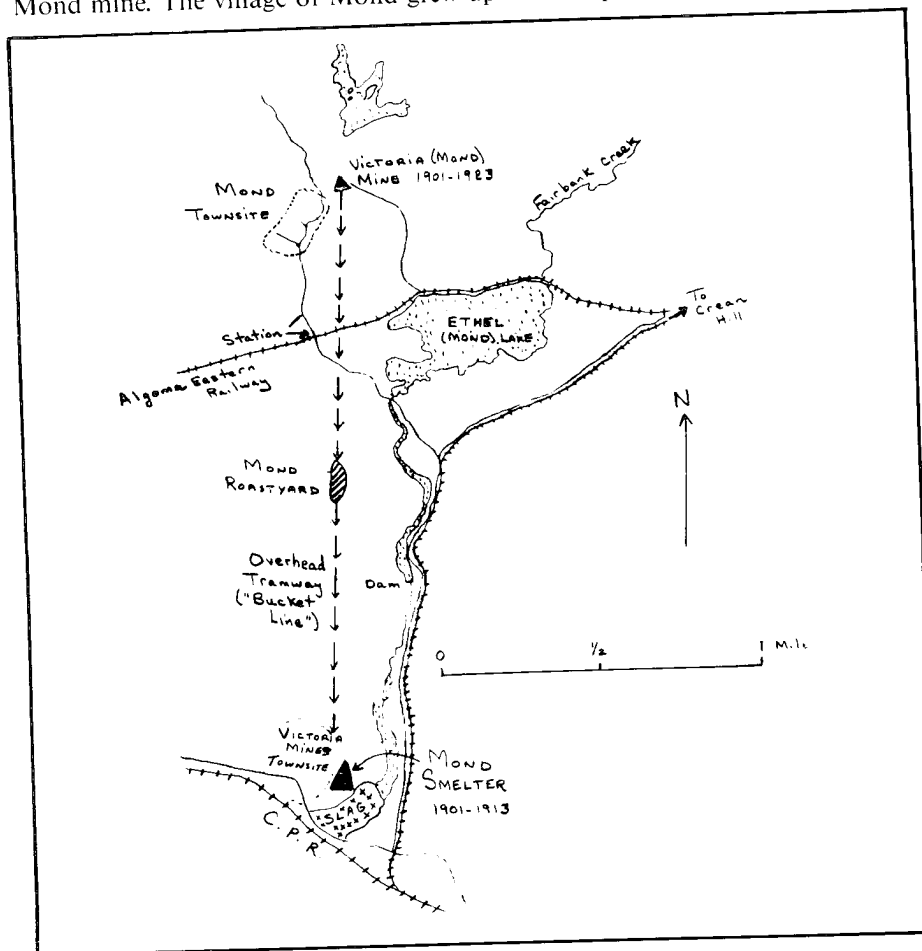 Mond mine. The village of Mond grew up
VICTORIA (MOND)
MINE 1901-1923
MOND
TOWNSITE
Fairbank Creek
To
Crean
Hill
ETHEL
(MOND) LAKE
Station
Algoma Eastern
Railway
N
MOND
ROASTYARD
Overhead
Tramway
("Bucket
Line")
Dam
0 1/2 1 Mile
VICTORIA
MINES
TOWNSITE
MOND
SMELTER
1901-1913
SLAG
C. P. R.